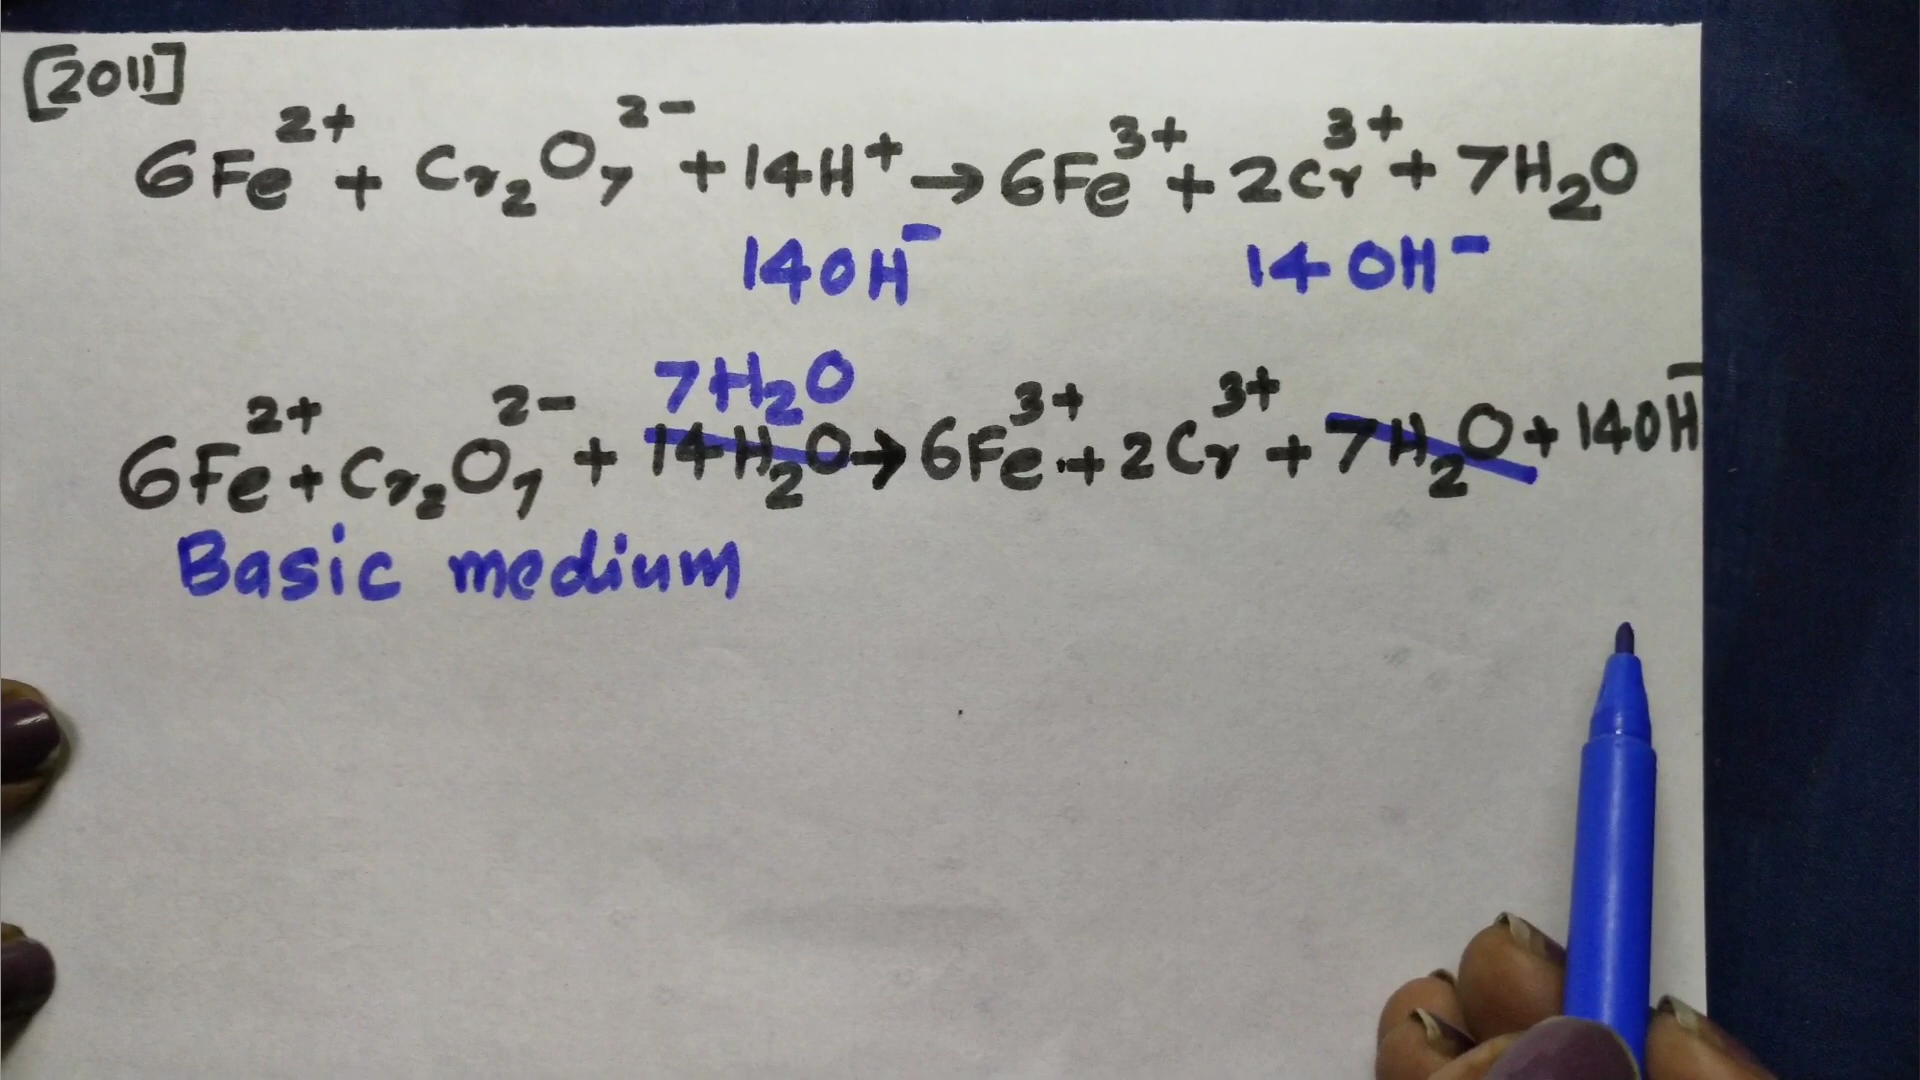 [2011]
6Fe²⁺ + Cr₂O₇²⁻ + 14H⁺ → 6Fe³⁺ + 2Cr³⁺ + 7H₂O
14OH⁻ 14OH⁻
7H₂O
6Fe²⁺ + Cr₂O₇²⁻ + 14H₂O → 6Fe³⁺ + 2Cr³⁺ + 7H₂O + 14OH⁻
Basic medium